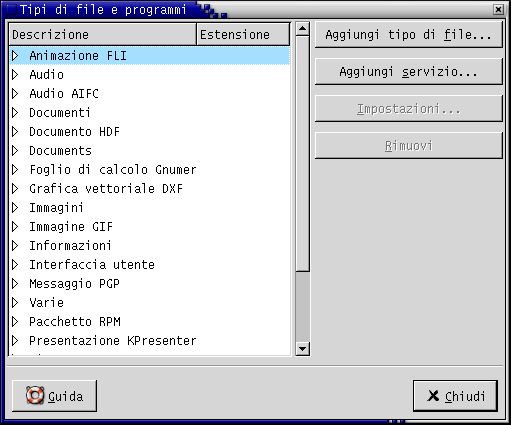 Tipi di file e programmi
Descrizione Estensione
Animazione FLI
Audio
Audio AIFC
Documenti
Documento HDF
Documents
Foglio di calcolo Gnumer
Grafica vettoriale DXF
Immagini
Immagine GIF
Informazioni
Interfaccia utente
Messaggio PGP
Varie
Pacchetto RPM
Presentazione KPresenter
Aggiungi tipo di file...
Aggiungi servizio...
Impostazioni...
Rimuovi
Guida
Chiudi